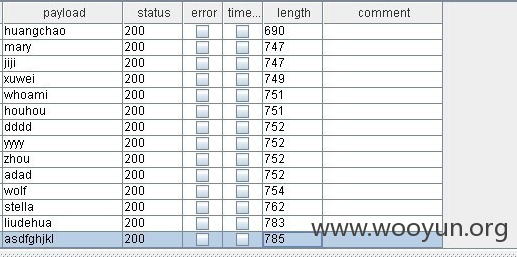 payload status error time... length comment
huangchao 200 690
mary 200 747
jiji 200 747
xuwei 200 749
whoami 200 751
houhou 200 751
dddd 200 752
yyyy 200 752
zhou 200 752
adad 200 752
wolf 200 754
stella 200 762
liudehua 200 783
asdfghjkl 200 785
www.wooyun.org